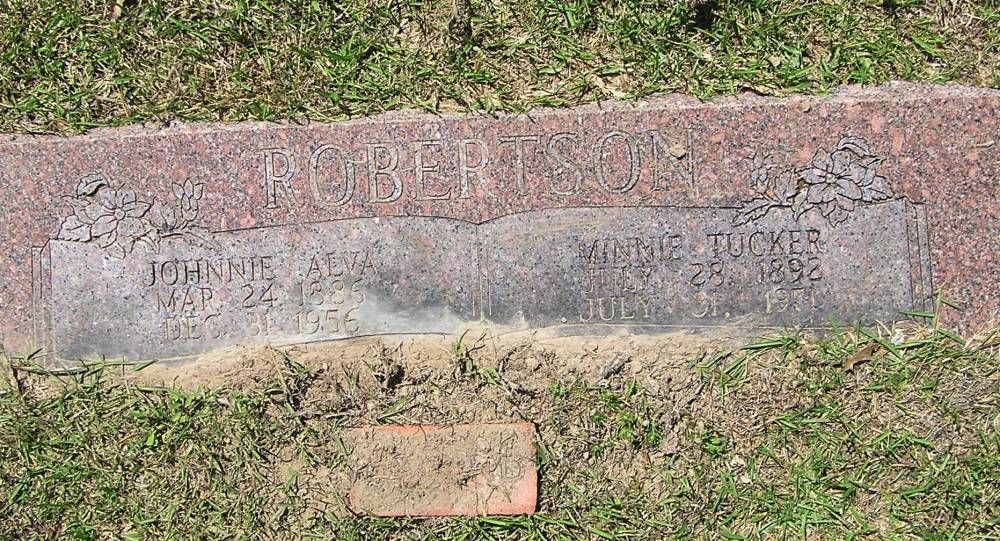 ROBERTSON
JOHNNIE ALVA
MAR 24 1886
DEC. 31 1956
MINNIE TUCKER
JULY 28, 1892
JULY 31, 1971